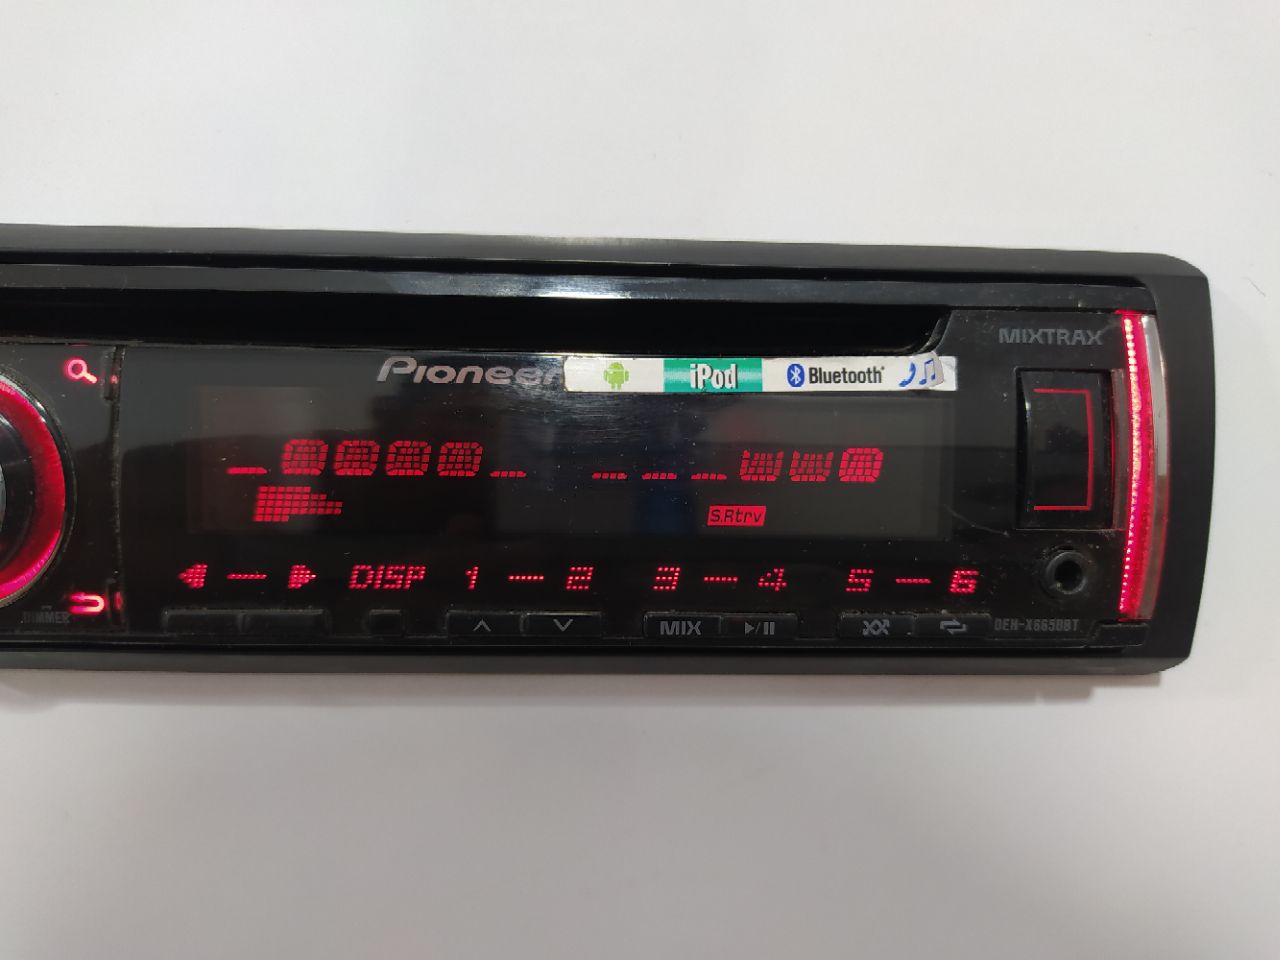 MIXTRAX
Pioneer
iPod Bluetooth
S.Rtrv
DISP 1 2 3 4 5 6
DIMMER MIX DEH-X6650BT